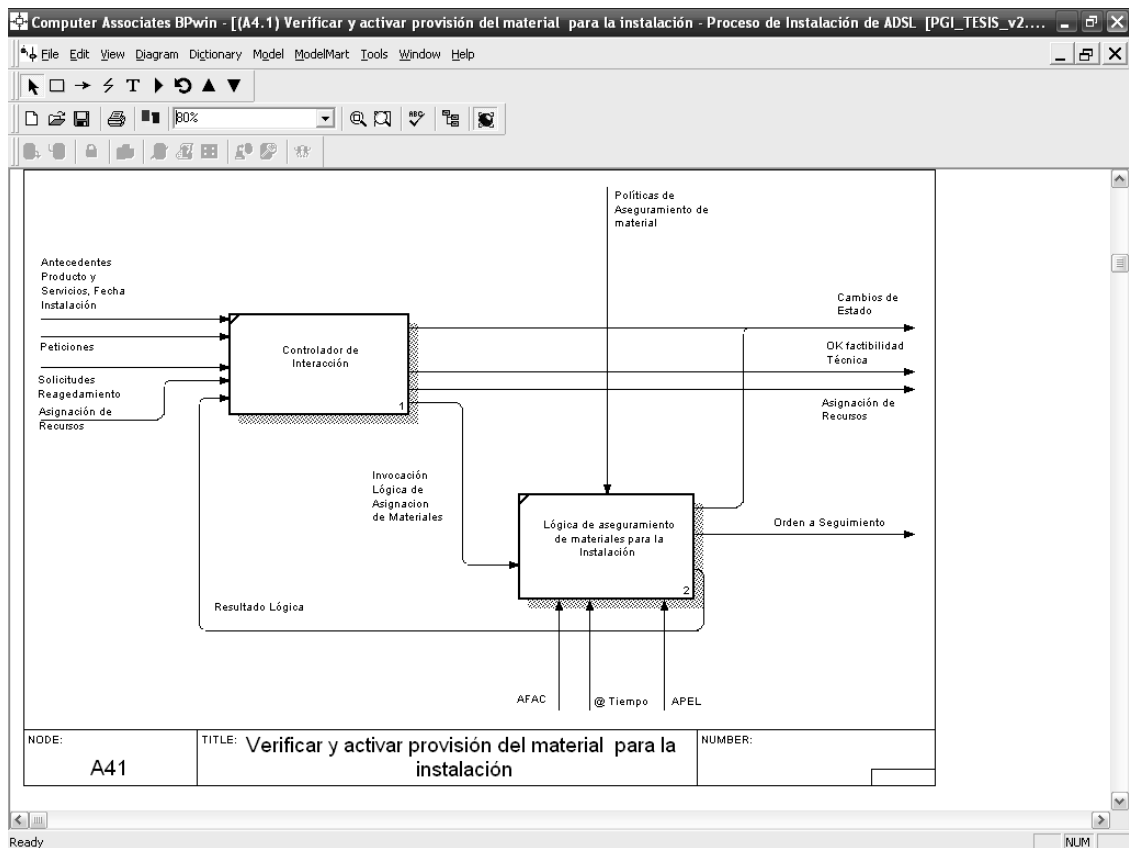 Computer Associates BPwin - [(A4.1) Verificar y activar provisión del material para la instalación - Proceso de Instalación de ADSL [PGI_TESIS_v2....
File Edit View Diagram Dictionary Model ModelMart Tools Window Help
T
80%
ABC
Políticas de
Aseguramiento de
material
Antecedentes
Producto y
Servicios, Fecha
Instalación
Cambios de
Estado
Peticiones
Controlador de
Interacción
1
OK factibilidad
Técnica
Solicitudes
Reagedamiento
Asignación de
Recursos
Asignación de
Recursos
Invocación
Lógica de
Asignacion
de Materiales
Lógica de aseguramiento
de materiales para la
Instalación
2
Orden a Seguimiento
Resultado Lógica
AFAC
@ Tiempo
APEL
NODE:
A41
TITLE: Verificar y activar provisión del material para la
instalación
NUMBER:
Ready
NUM